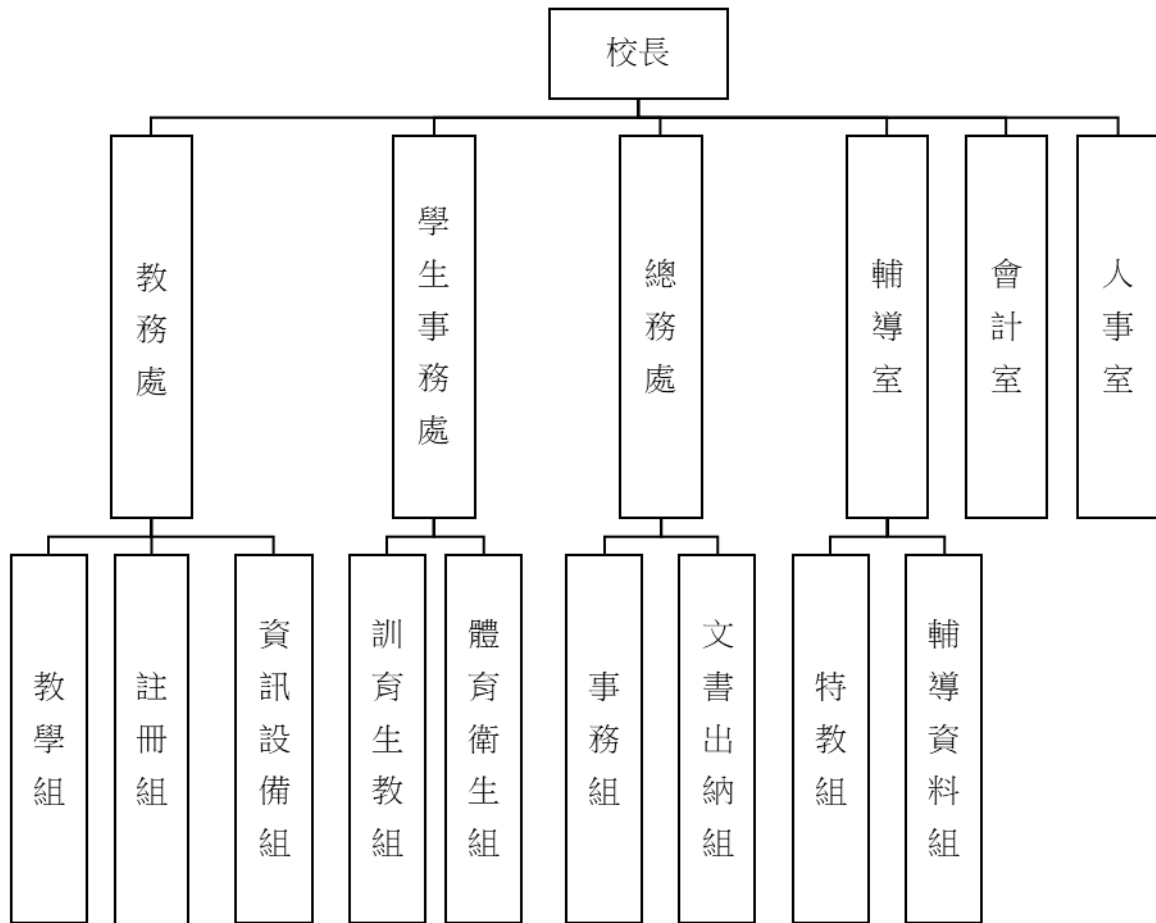 校長
教務處
學生事務處
總務處
輔導室
會計室
人事室
教學組
註冊組
資訊設備組
訓育生教組
體育衛生組
事務組
文書出納組
特教組
輔導資料組